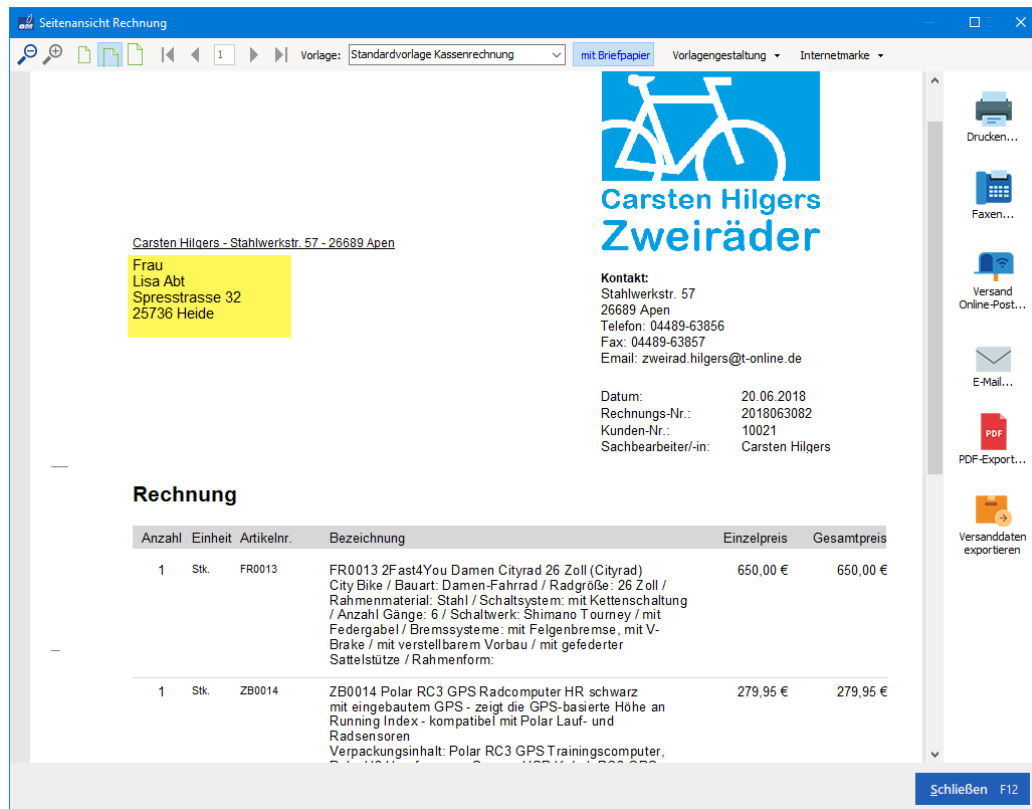 Seitenansicht Rechnung
1
Vorlage: Standardvorlage Kassenrechnung
mit Briefpapier
Vorlagengestaltung
Internetmarke
Carsten Hilgers
Zweiräder
Carsten Hilgers - Stahlwerkstr. 57 - 26689 Apen
Frau
Lisa Abt
Spresstrasse 32
25736 Heide
Kontakt:
Stahlwerkstr. 57
26689 Apen
Telefon: 04489-63856
Fax: 04489-63857
Email: zweirad.hilgers@t-online.de
Datum: 20.06.2018
Rechnungs-Nr.: 2018063082
Kunden-Nr.: 10021
Sachbearbeiter/-in: Carsten Hilgers
Rechnung
Anzahl Einheit Artikelnr. Bezeichnung Einzelpreis Gesamtpreis
1 Stk. FR0013 FR0013 2Fast4You Damen Cityrad 26 Zoll (Cityrad) 650,00 € 650,00 €
City Bike / Bauart: Damen-Fahrrad / Radgröße: 26 Zoll /
Rahmenmaterial: Stahl / Schaltsystem: mit Kettenschaltung
/ Anzahl Gänge: 6 / Schaltwerk: Shimano Tourney / mit
Federgabel / Bremssysteme: mit Felgenbremse, mit V-
Brake / mit verstellbarem Vorbau / mit gefederter
Sattelstütze / Rahmenform:
1 Stk. ZB0014 ZB0014 Polar RC3 GPS Radcomputer HR schwarz 279,95 € 279,95 €
mit eingebautem GPS - zeigt die GPS-basierte Höhe an
Running Index - kompatibel mit Polar Lauf- und
Radsensoren
Verpackungsinhalt: Polar RC3 GPS Trainingscomputer,
Drucken...
Faxen...
Versand
Online-Post...
E-Mail...
PDF
PDF-Export...
Versanddaten
exportieren
Schließen F12